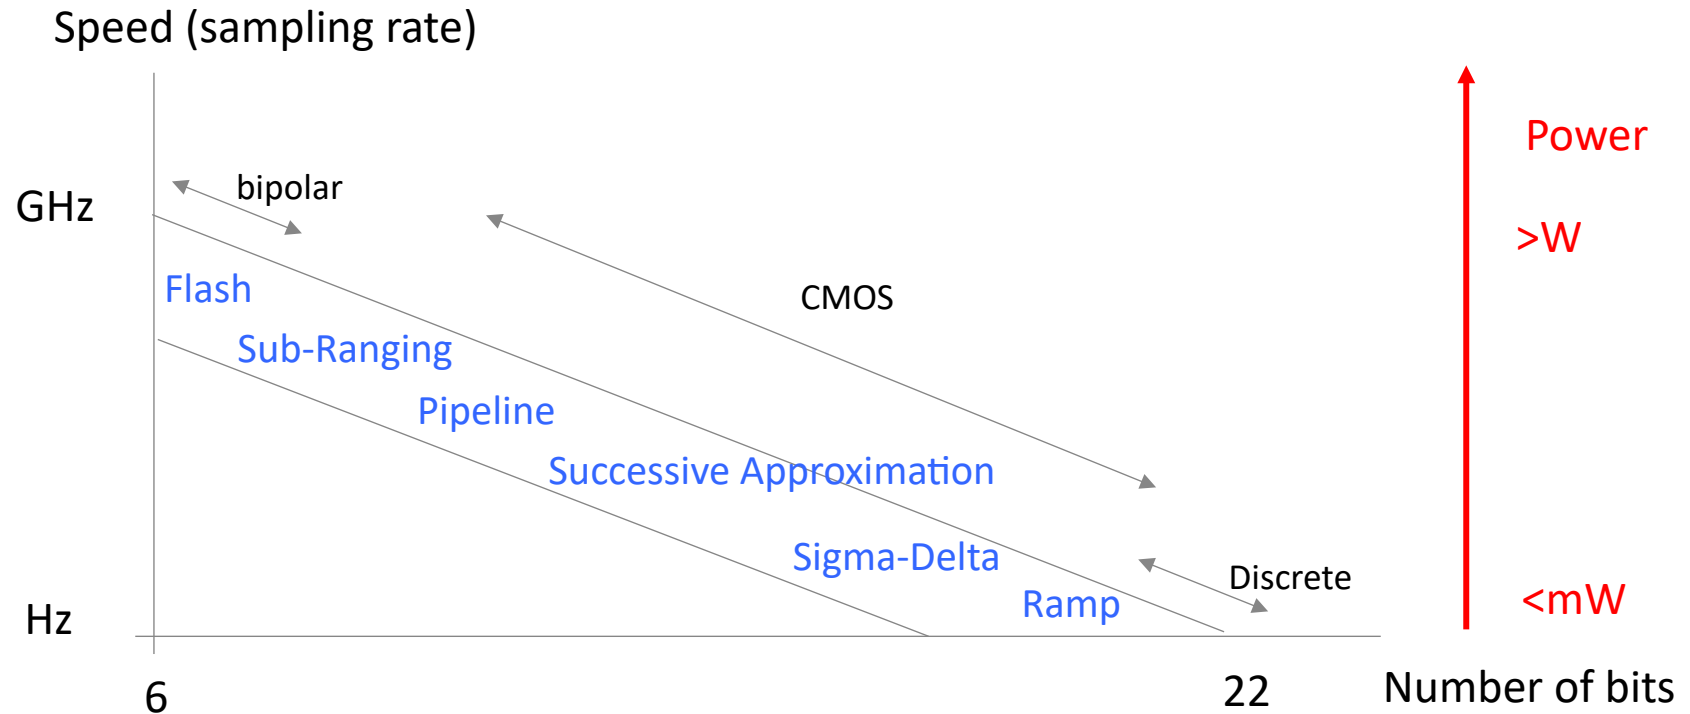 Speed (sampling rate)
Power
bipolar
GHz
>W
Flash
CMOS
Sub-Ranging
Pipeline
Successive Approximation
Sigma-Delta
Discrete
Ramp
<mW
Hz
6
22
Number of bits